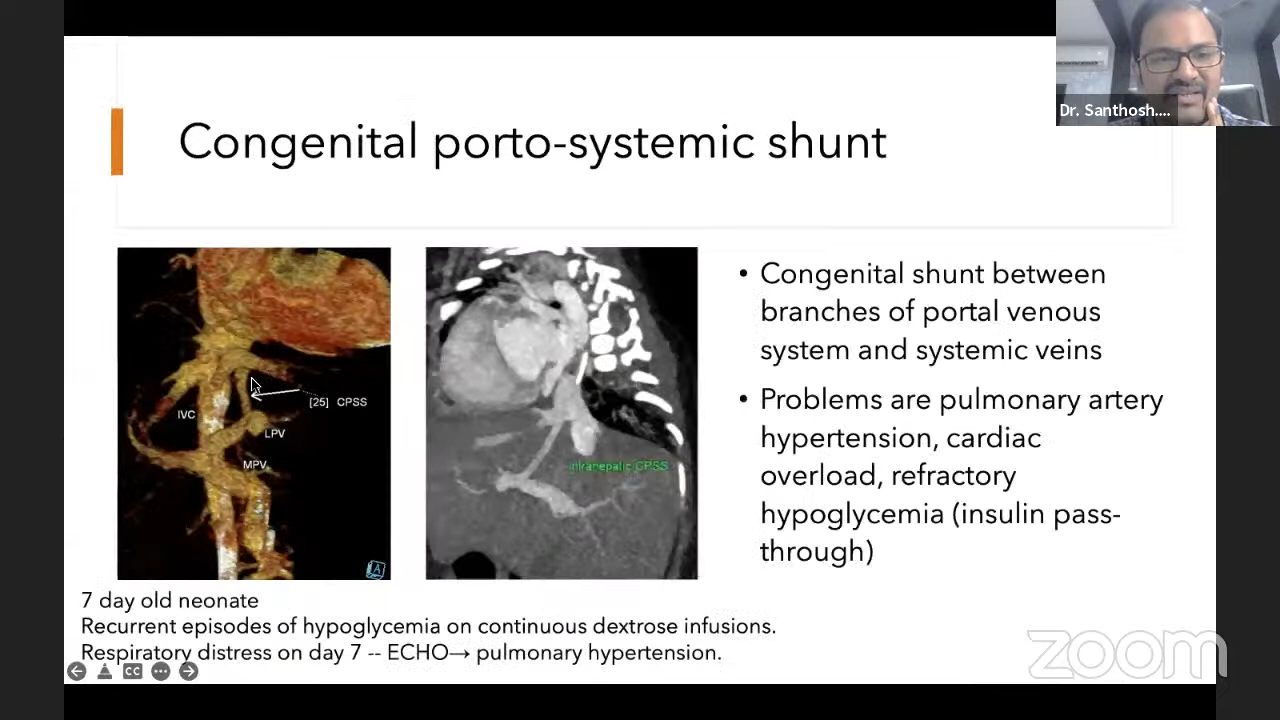 Dr. Santhosh....
Congenital porto-systemic shunt
[25] CPSS
IVC
LPV
MPV
A
intrahepatic CPSS
• Congenital shunt between
branches of portal venous
system and systemic veins
• Problems are pulmonary artery
hypertension, cardiac
overload, refractory
hypoglycemia (insulin pass-
through)
7 day old neonate
Recurrent episodes of hypoglycemia on continuous dextrose infusions.
Respiratory distress on day 7 -- ECHO→ pulmonary hypertension.
CC
zoom